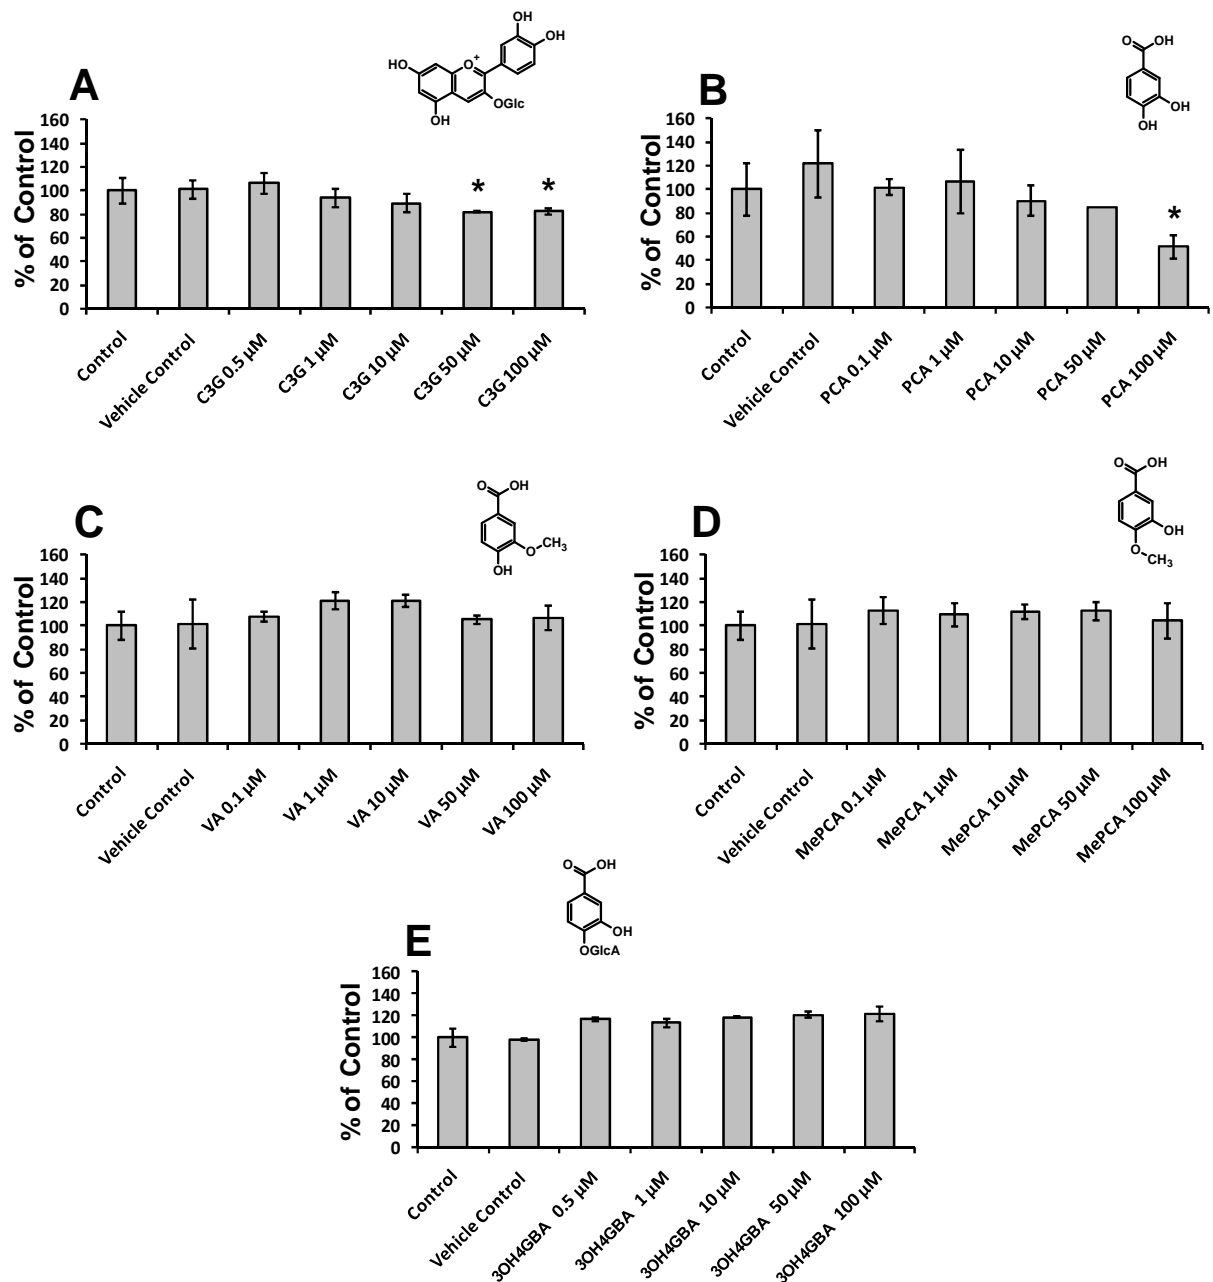 A
OH
OH
HO
O+
OGlc
OH
% of Control
160
140
120
100
80
60
40
20
0
*
*
Control
Vehicle Control
C3G 0.5 µM
C3G 1 µM
C3G 10 µM
C3G 50 µM
C3G 100 µM
B
O
OH
OH
OH
% of Control
160
140
120
100
80
60
40
20
0
*
Control
Vehicle Control
PCA 0.1 µM
PCA 1 µM
PCA 10 µM
PCA 50 µM
PCA 100 µM
C
O
OH
O
CH3
OH
% of Control
160
140
120
100
80
60
40
20
0
Control
Vehicle Control
VA 0.1 µM
VA 1 µM
VA 10 µM
VA 50 µM
VA 100 µM
D
O
OH
OH
O
CH3
% of Control
160
140
120
100
80
60
40
20
0
Control
Vehicle Control
MePCA 0.1 µM
MePCA 1 µM
MePCA 10 µM
MePCA 50 µM
MePCA 100 µM
E
O
OH
OH
OGlcA
% of Control
160
140
120
100
80
60
40
20
0
Control
Vehicle Control
3OH4GBA 0.5 µM
3OH4GBA 1 µM
3OH4GBA 10 µM
3OH4GBA 50 µM
3OH4GBA 100 µM